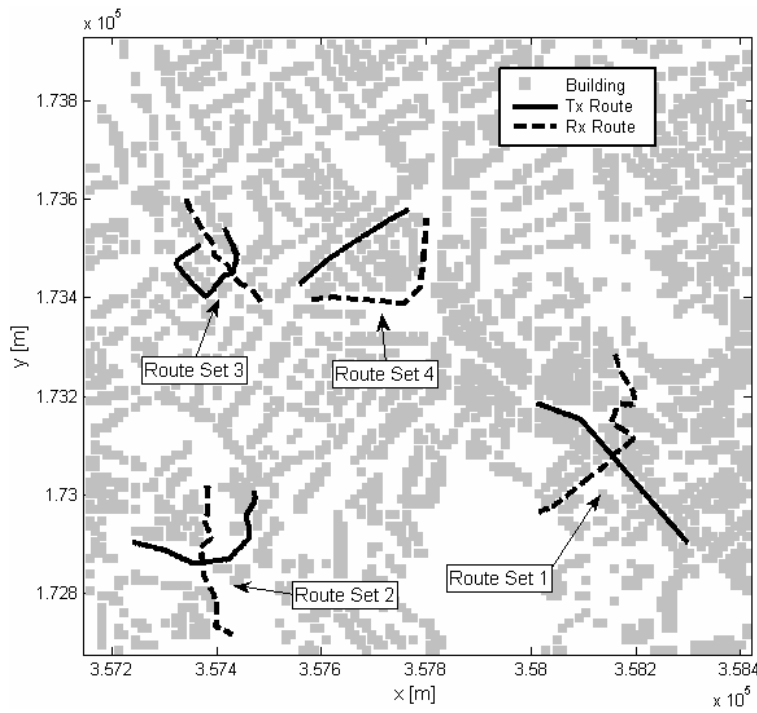 x 10^5
1.738
1.736
1.734
1.732
1.73
1.728
y [m]
Building
Tx Route
Rx Route
Route Set 3
Route Set 4
Route Set 1
Route Set 2
3.572 3.574 3.576 3.578 3.58 3.582 3.584
x [m]
x 10^5